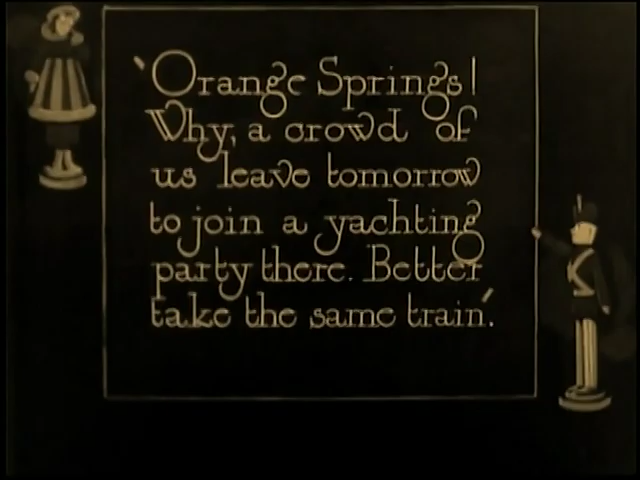 'Orange Springs!
Why, a crowd of
us leave tomorrow
to join a yachting
party there. Better
take the same train'.